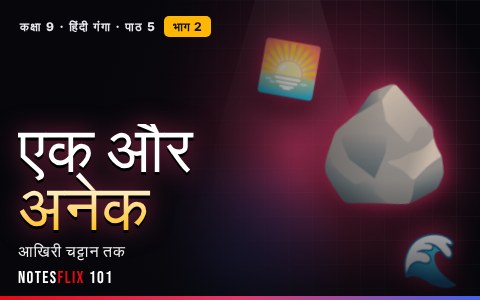 कक्षा 9 · हिंदी गंगा · पाठ 5 भाग 2
एक और
अनेक
आखिरी चट्टान तक
NOTESFLIX 101